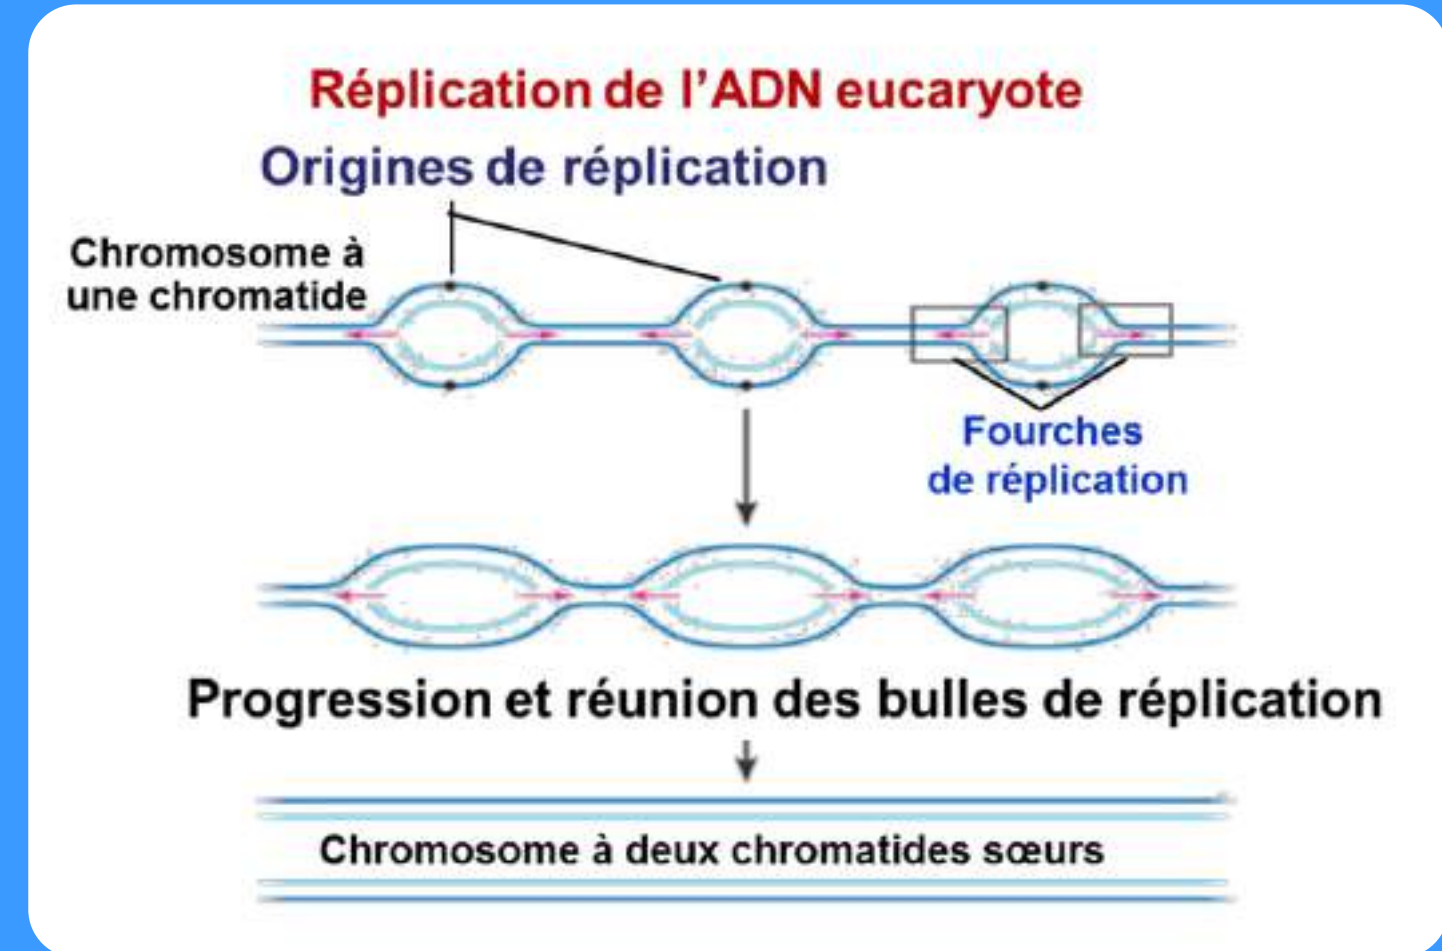 Réplication de l'ADN eucaryote
Origines de réplication
Chromosome à
une chromatide
Fourches
de réplication
Progression et réunion des bulles de réplication
Chromosome à deux chromatides sœurs